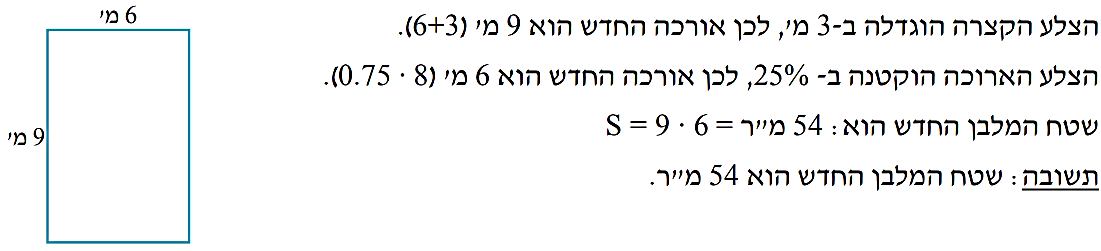 6 מ'
9 מ'
הצלע הקצרה הוגדלה ב-3 מ', לכן אורכה החדש הוא 9 מ' (6+3).
הצלע הארוכה הוקטנה ב- 25%, לכן אורכה החדש הוא 6 מ' (0.75 · 8).
שטח המלבן החדש הוא: S = 9 · 6 = 54 מ"ר
תשובה: שטח המלבן החדש הוא 54 מ"ר.